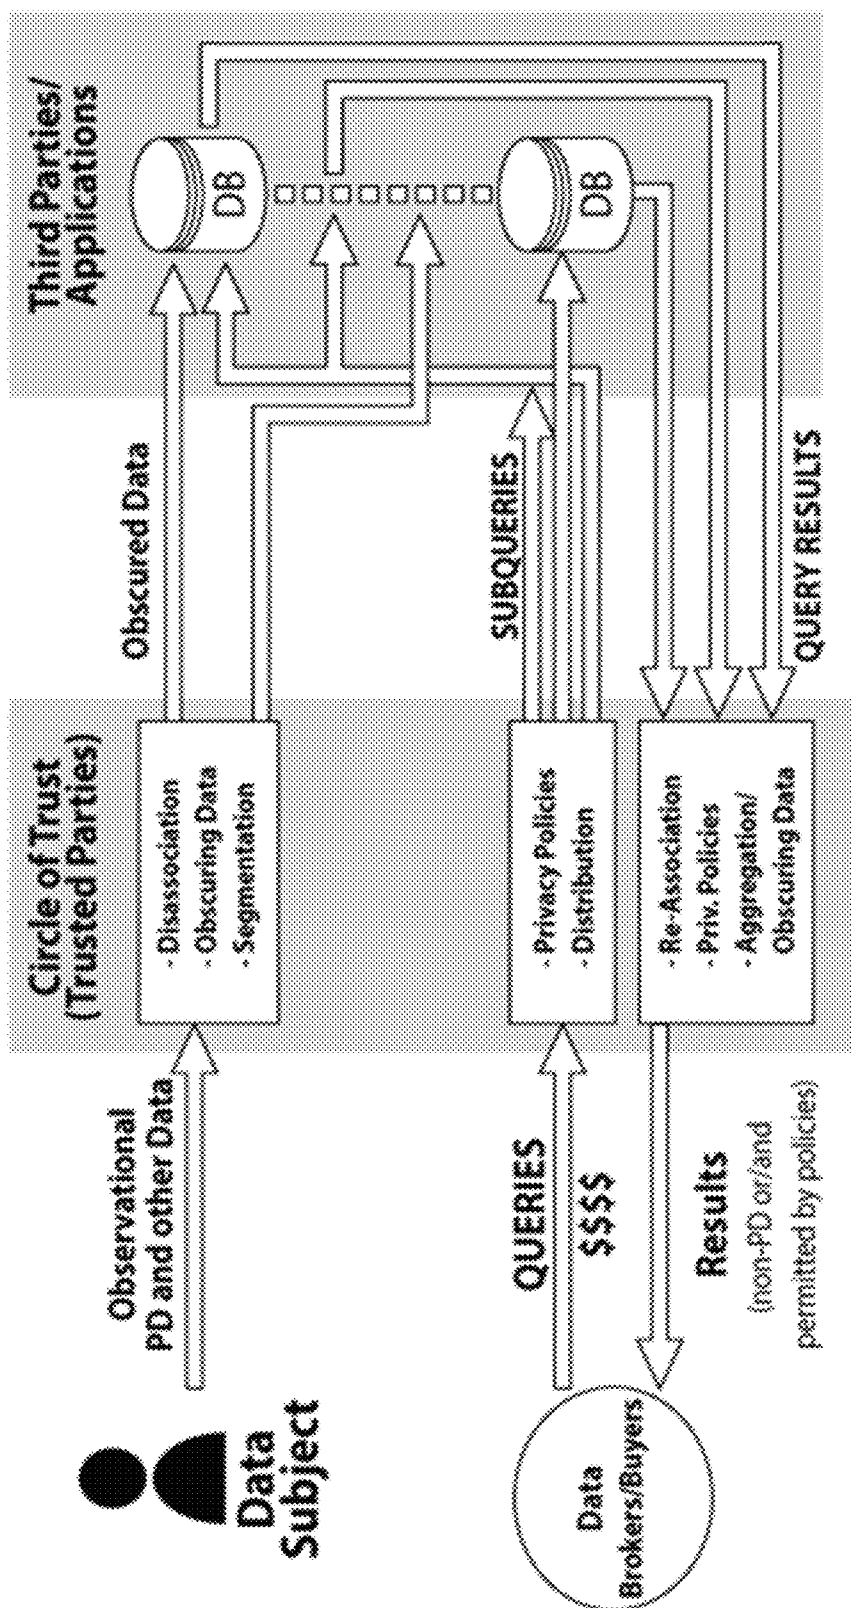 Data
Subject
Observational
PD and other Data
Circle of Trust
(Trusted Parties)
- Disassociation
- Obscuring Data
- Segmentation
Obscured Data
Third Parties/
Applications
DB
DB
Data
Brokers/Buyers
QUERIES
$$$$
- Privacy Policies
- Distribution
SUBQUERIES
Results
(non-PD or/and
permitted by policies)
- Re-Association
- Priv. Policies
- Aggregation/
Obscuring Data
QUERY RESULTS